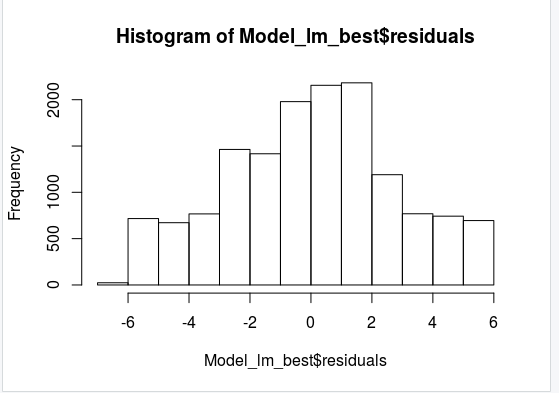 Histogram of Model_lm_best$residuals
Frequency
2000
1000
500
0
-6 -4 -2 0 2 4 6
Model_lm_best$residuals